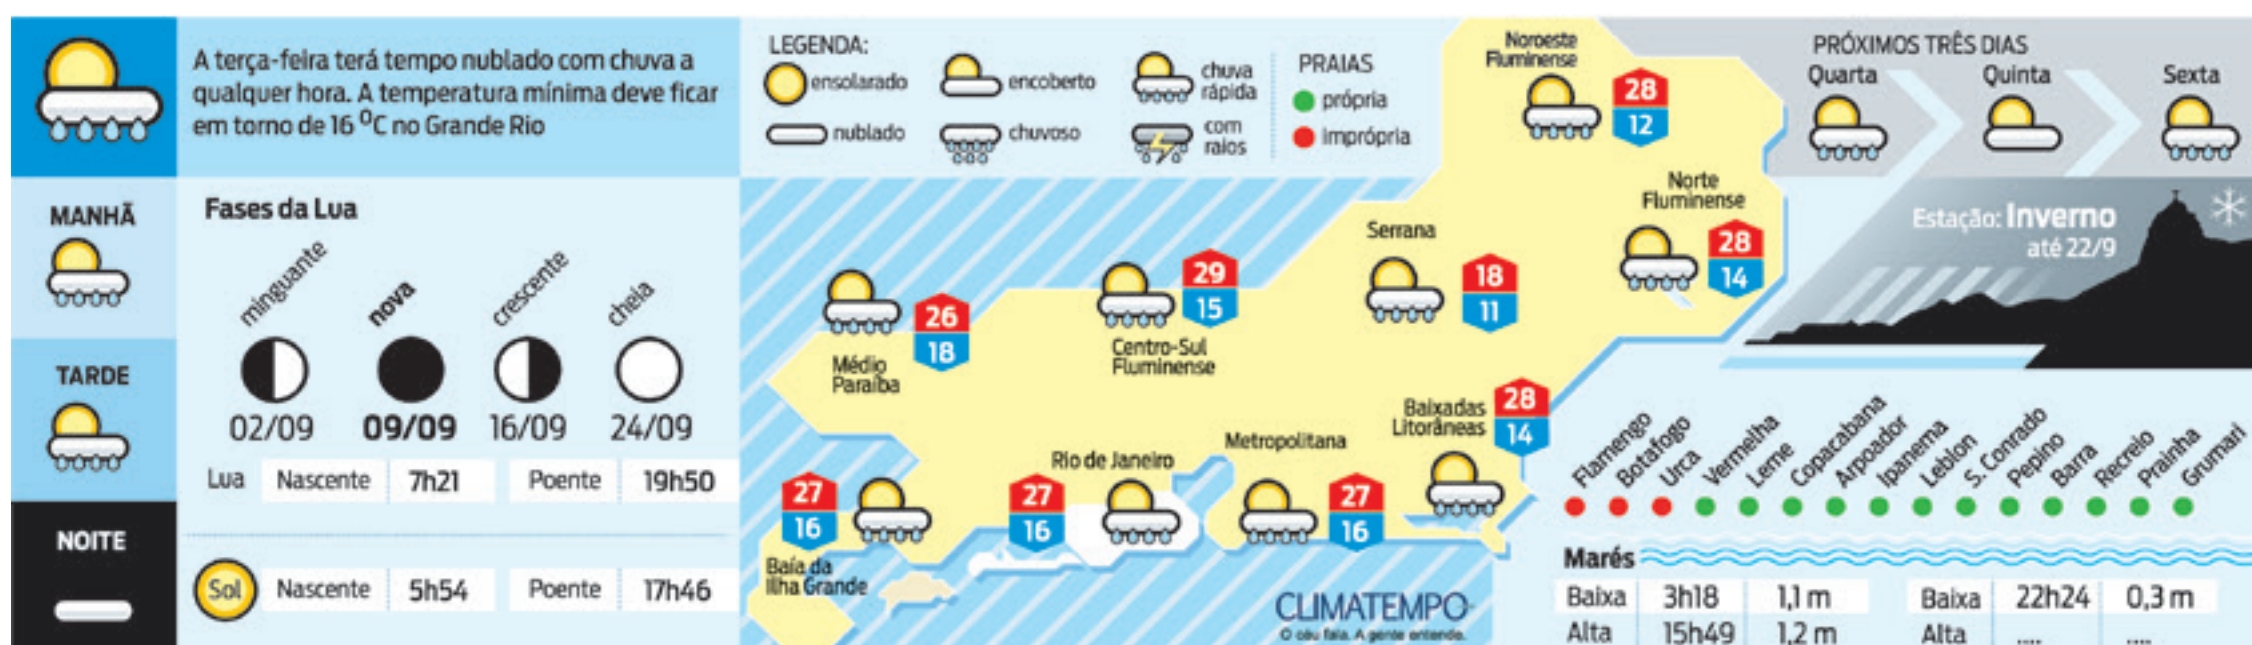 A terça-feira terá tempo nublado com chuva a
qualquer hora. A temperatura mínima deve ficar
em torno de 16 ºC no Grande Rio
MANHÃ
TARDE
NOITE
Fases da Lua
minguante
nova
crescente
cheia
02/09 09/09 16/09 24/09
Lua Nascente 7h21 Poente 19h50
Sol Nascente 5h54 Poente 17h46
LEGENDA:
ensolarado
encoberto
chuva
rápida
nublado
chuvoso
com
raios
PRAIAS
própria
imprópria
Noroeste
Fluminense
28
12
Norte
Fluminense
28
14
Serrana
18
11
29
15
Centro-Sul
Fluminense
26
18
Médio
Paraíba
Baixadas
Litorâneas
28
14
Metropolitana
27
16
Rio de Janeiro
27
16
27
16
Baía da
Ilha Grande
CLIMATEMPO
O céu fala. A gente entende.
PRÓXIMOS TRÊS DIAS
Quarta Quinta Sexta
Estação: Inverno
até 22/9
Flamengo
Botafogo
Urca
Vermelha
Leme
Copacabana
Arpoador
Ipanema
Leblon
S. Conrado
Pepino
Barra
Recreio
Prainha
Grumari
Marés
Baixa 3h18 1,1 m Baixa 22h24 0,3 m
Alta 15h49 1,2 m Alta .... ....